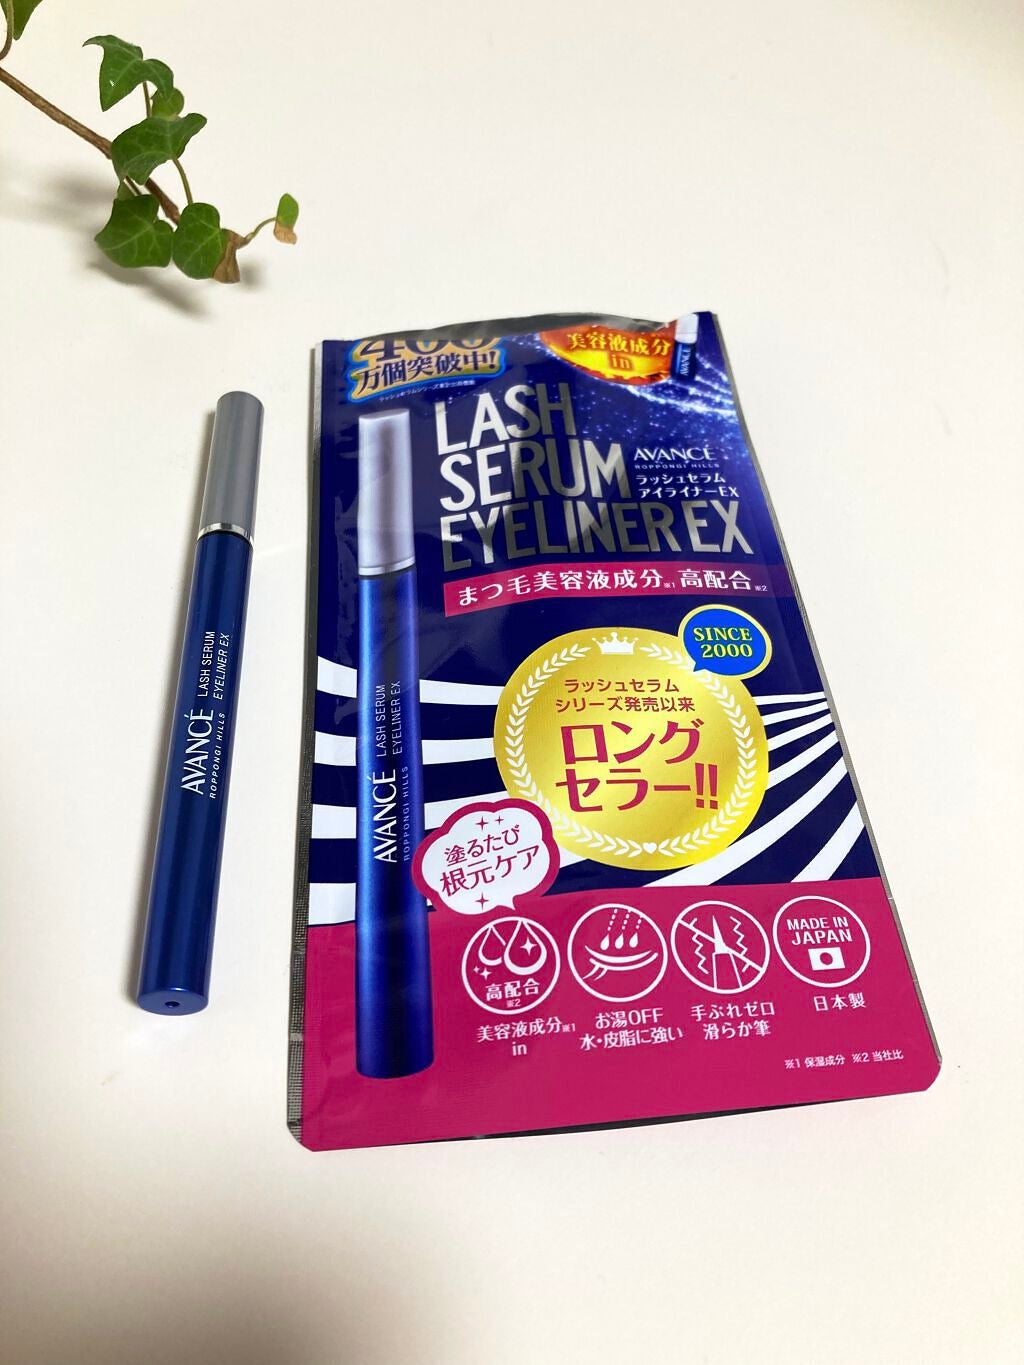 AVANCÉ
ROPPONGI HILLS
LASH SERUM
EYELINER EX
400
万個突破中!
美容液成分
in
AVANCÉ
LASH
SERUM
EYELINER EX
AVANCÉ
ROPPONGI HILLS
ラッシュセラム
アイライナーEX
まつ毛美容液成分※1 高配合※2
SINCE
2000
ラッシュセラム
シリーズ発売以来
ロング
セラー!!
AVANCÉ
ROPPONGI HILLS
LASH SERUM
EYELINER EX
塗るたび
根元ケア
高配合
※2
美容液成分※1
in
お湯OFF
水・皮脂に強い
手ぶれゼロ
滑らか筆
MADE IN
JAPAN
日本製
※1 保湿成分 ※2 当社比